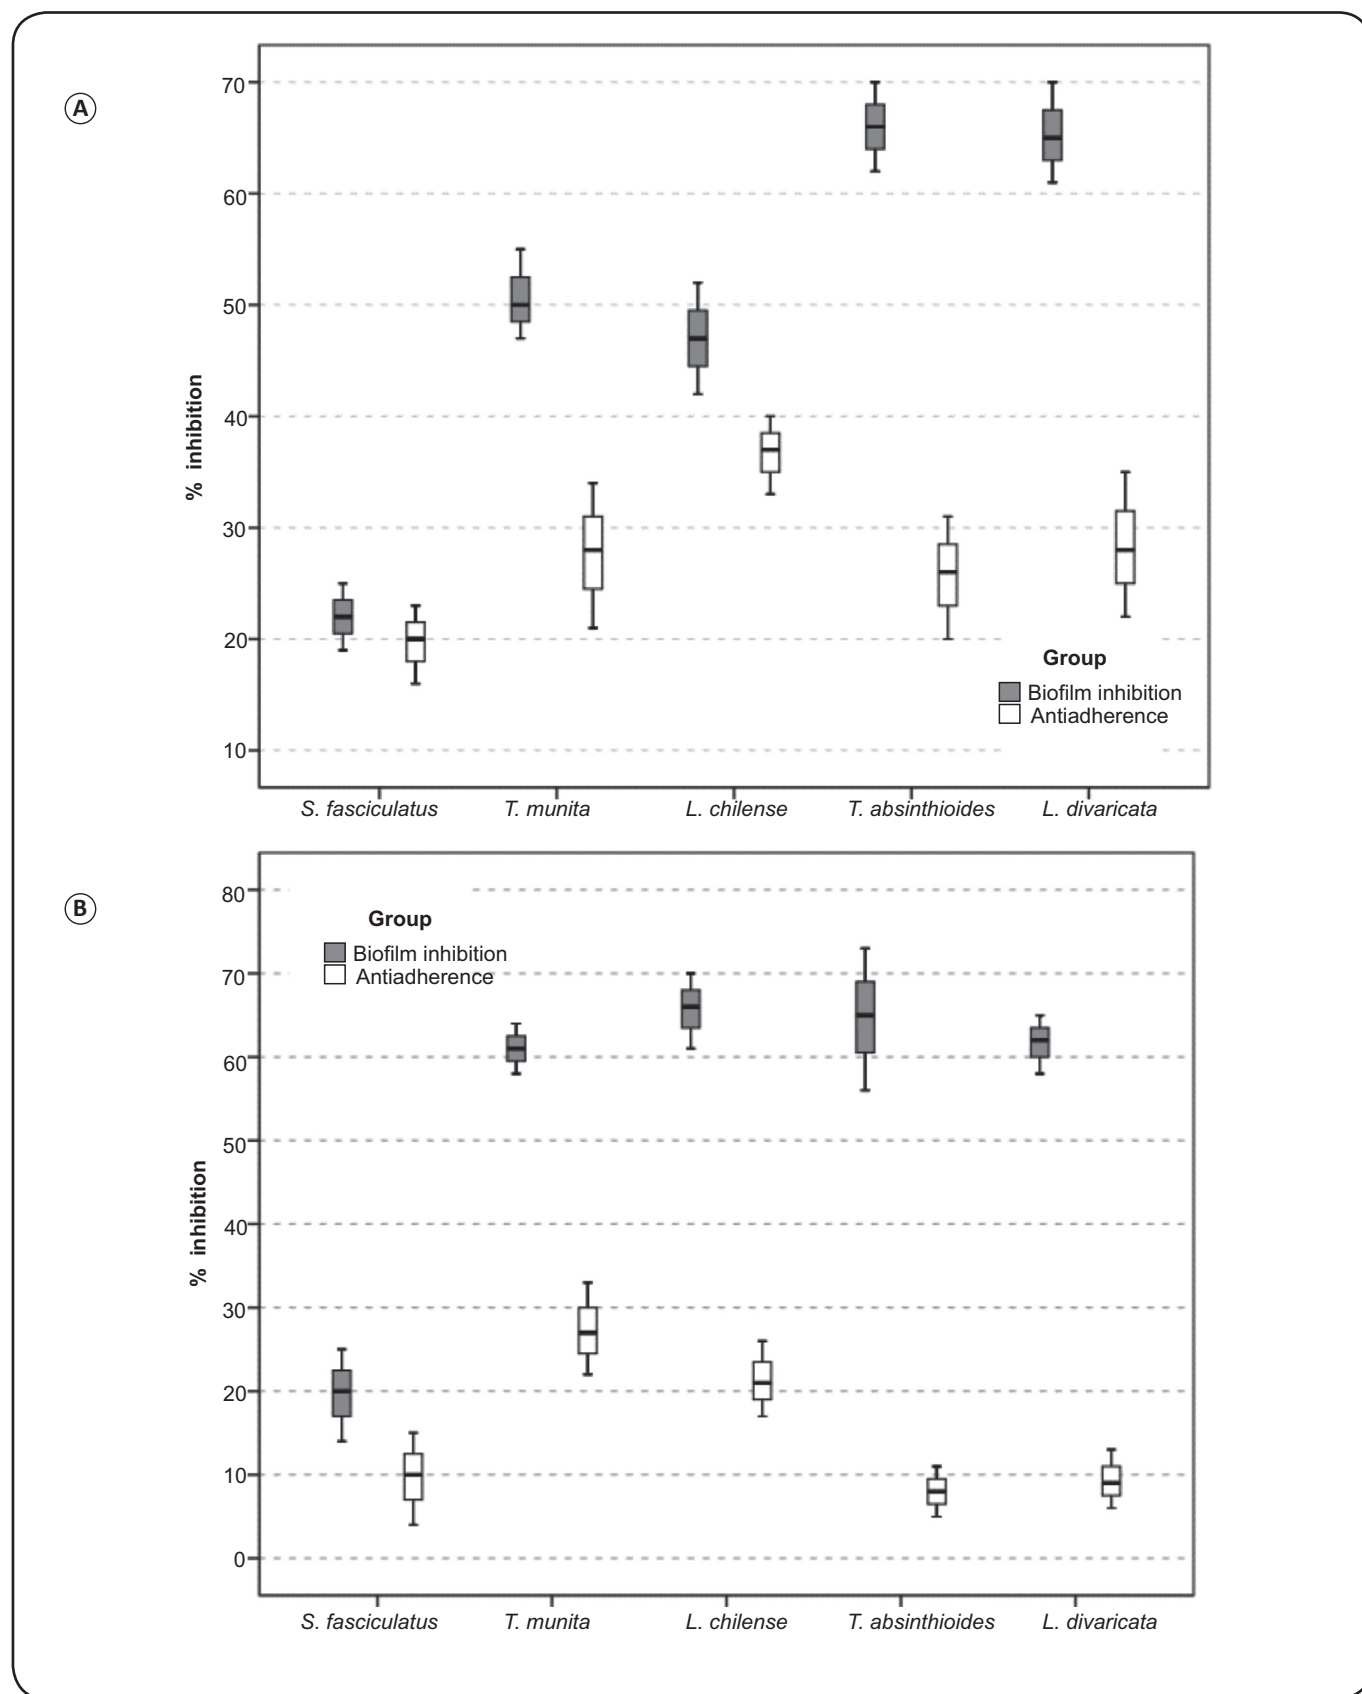 A
70
60
50
40
30
20
10
% inhibition
Group
Biofilm inhibition
Antiadherence
S. fasciculatus T. munita L. chilense T. absinthioides L. divaricata
B
80
70
60
50
40
30
20
10
0
% inhibition
Group
Biofilm inhibition
Antiadherence
S. fasciculatus T. munita L. chilense T. absinthioides L. divaricata